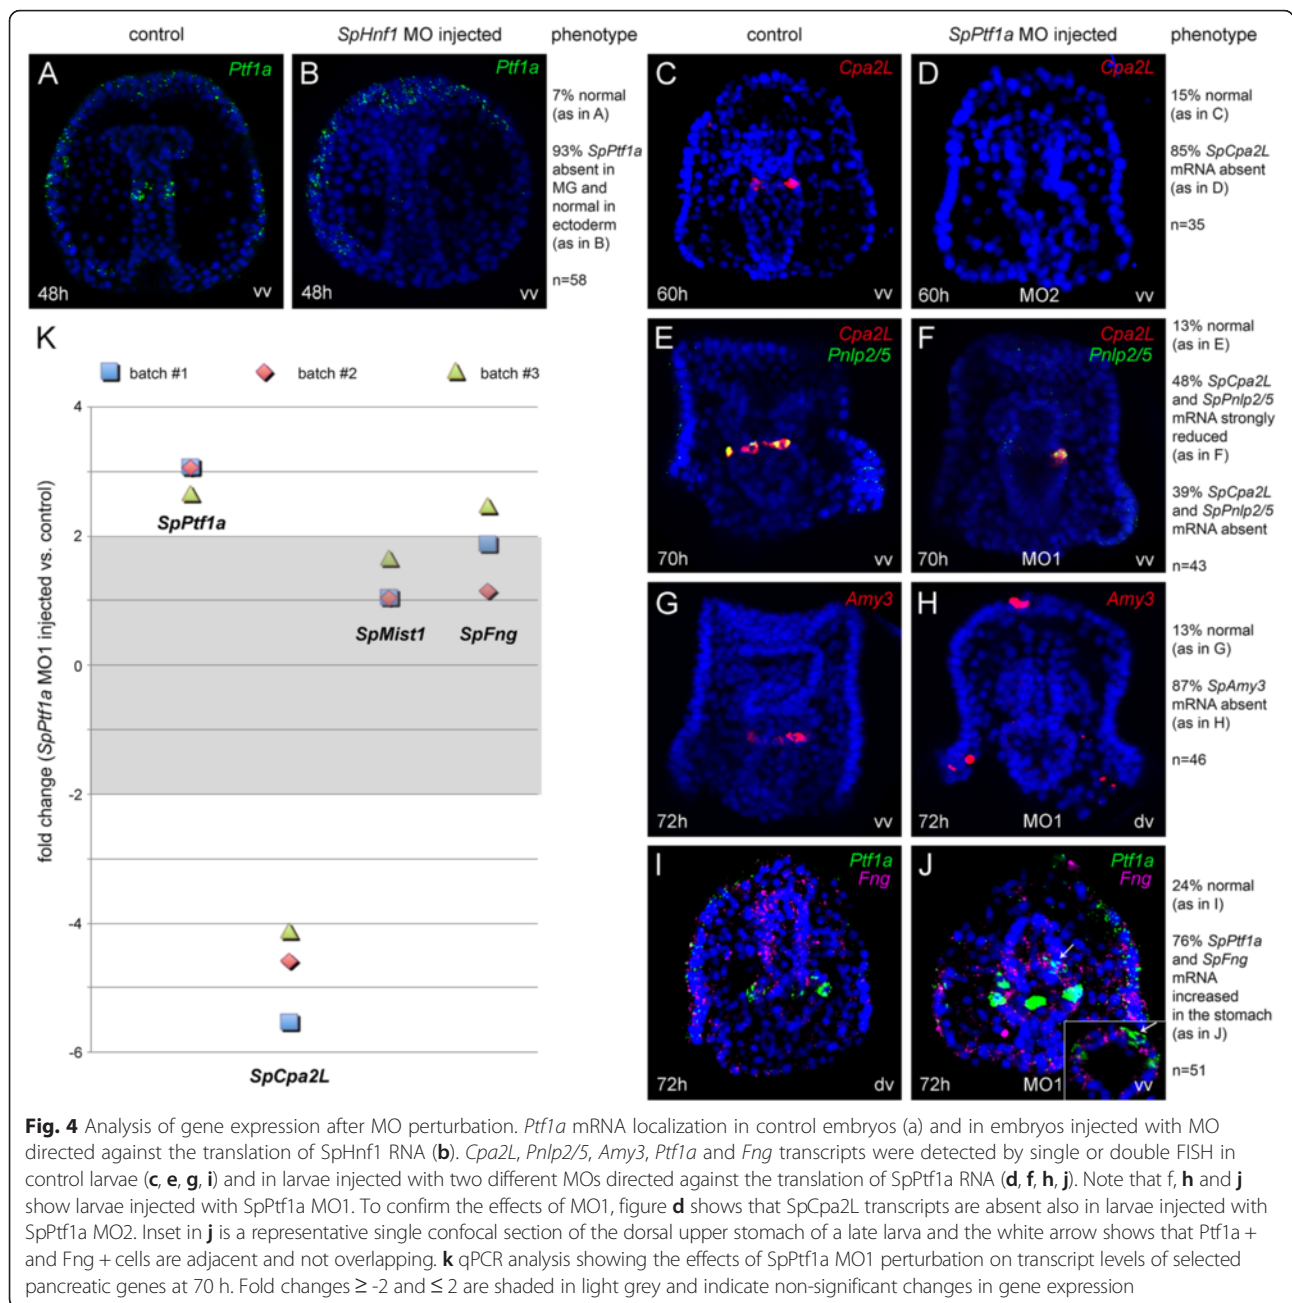 control
SpHnf1 MO injected
phenotype
control
SpPtf1a MO injected
phenotype
A
Ptf1a
48h
vv
B
Ptf1a
48h
vv
7% normal
(as in A)
93% SpPtf1a
absent in
MG and
normal in
ectoderm
(as in B)
n=58
C
Cpa2L
60h
vv
D
Cpa2L
60h
MO2
vv
15% normal
(as in C)
85% SpCpa2L
mRNA absent
(as in D)
n=35
K
batch #1
batch #2
batch #3
4
2
0
-2
-4
-6
fold change (SpPtf1a MO1 injected vs. control)
SpPtf1a
SpMist1
SpFng
SpCpa2L
E
Cpa2L
Pnlp2/5
70h
vv
F
Cpa2L
Pnlp2/5
70h
MO1
vv
13% normal
(as in E)
48% SpCpa2L
and SpPnlp2/5
mRNA strongly
reduced
(as in F)
39% SpCpa2L
and SpPnlp2/5
mRNA absent
n=43
G
Amy3
72h
vv
H
Amy3
72h
MO1
dv
13% normal
(as in G)
87% SpAmy3
mRNA absent
(as in H)
n=46
I
Ptf1a
Fng
72h
dv
J
Ptf1a
Fng
72h
MO1
vv
24% normal
(as in I)
76% SpPtf1a
and SpFng
mRNA
increased
in the stomach
(as in J)
n=51
Fig. 4 Analysis of gene expression after MO perturbation. Ptf1a mRNA localization in control embryos (a) and in embryos injected with MO
directed against the translation of SpHnf1 RNA (b). Cpa2L, Pnlp2/5, Amy3, Ptf1a and Fng transcripts were detected by single or double FISH in
control larvae (c, e, g, i) and in larvae injected with two different MOs directed against the translation of SpPtf1a RNA (d, f, h, j). Note that f, h and j
show larvae injected with SpPtf1a MO1. To confirm the effects of MO1, figure d shows that SpCpa2L transcripts are absent also in larvae injected with
SpPtf1a MO2. Inset in j is a representative single confocal section of the dorsal upper stomach of a late larva and the white arrow shows that Ptf1a +
and Fng + cells are adjacent and not overlapping. k qPCR analysis showing the effects of SpPtf1a MO1 perturbation on transcript levels of selected
pancreatic genes at 70 h. Fold changes ≥ -2 and ≤ 2 are shaded in light grey and indicate non-significant changes in gene expression